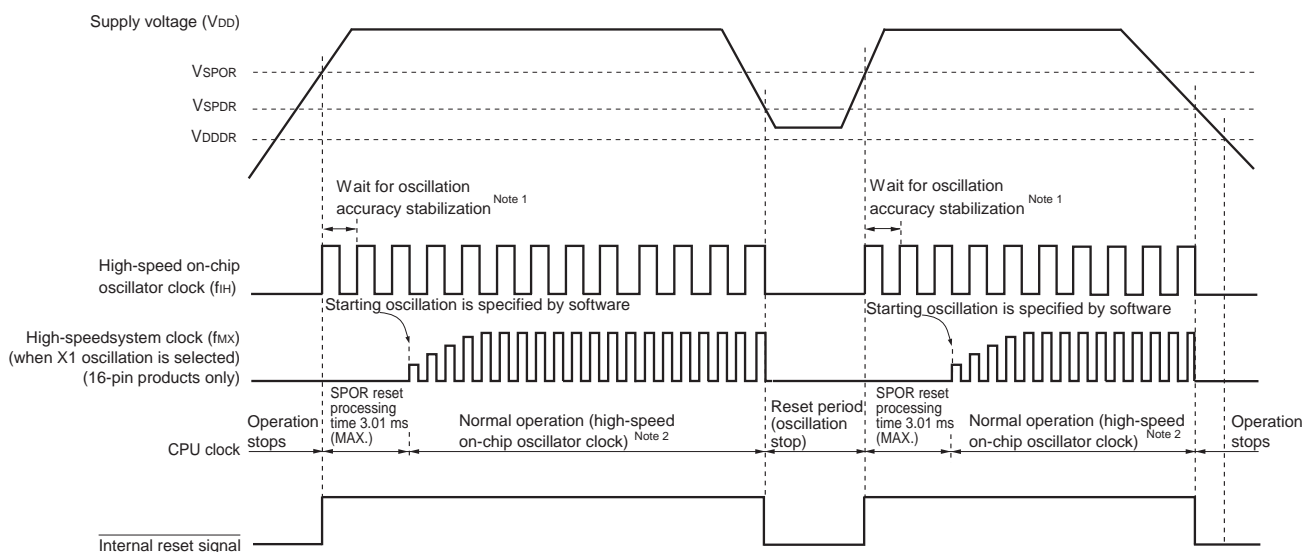 Supply voltage (VDD)
VSPOR
VSPDR
VDDDR
Wait for oscillation
accuracy stabilization Note 1
Wait for oscillation
accuracy stabilization Note 1
High-speed on-chip
oscillator clock (fIH)
Starting oscillation is specified by software
Starting oscillation is specified by software
High-speedsystem clock (fMX)
(when X1 oscillation is selected)
(16-pin products only)
CPU clock
Operation
stops
SPOR reset
processing
time 3.01 ms
(MAX.)
Normal operation (high-speed
on-chip oscillator clock) Note 2
Reset period
(oscillation
stop)
SPOR reset
processing
time 3.01 ms
(MAX.)
Normal operation (high-speed
on-chip oscillator clock) Note 2
Operation
stops
Internal reset signal